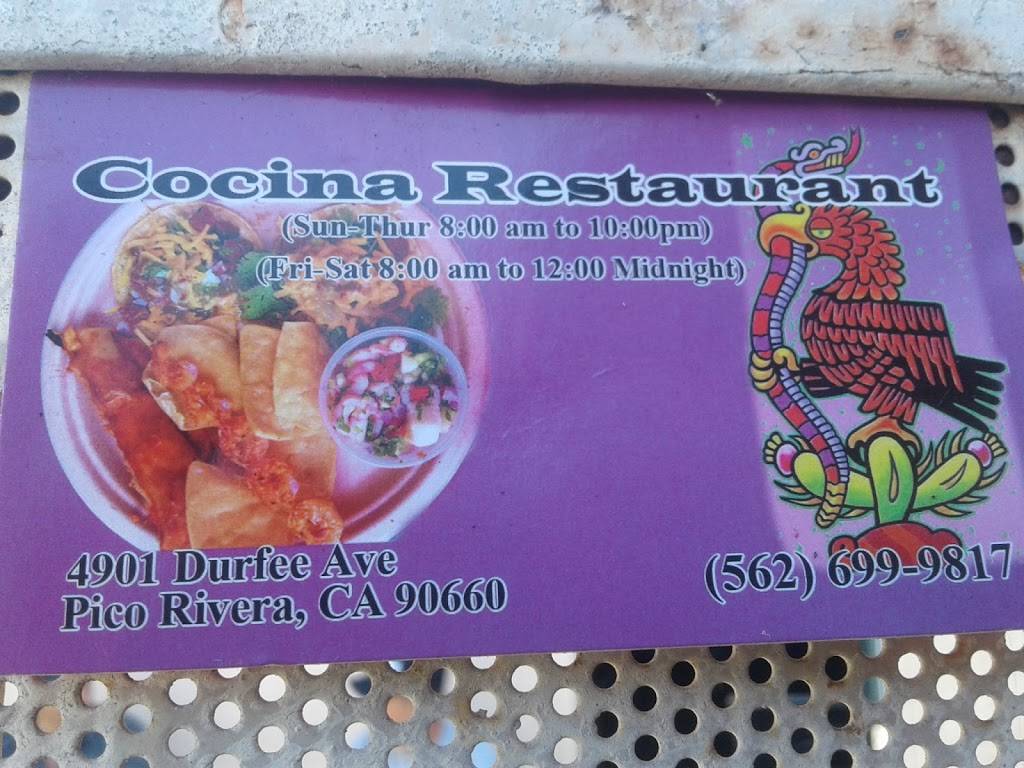 Cocina Restaurant
(Sun-Thur 8:00 am to 10:00pm)
(Fri-Sat 8:00 am to 12:00 Midnight)
4901 Durfee Ave
Pico Rivera, CA 90660
(562) 699-9817